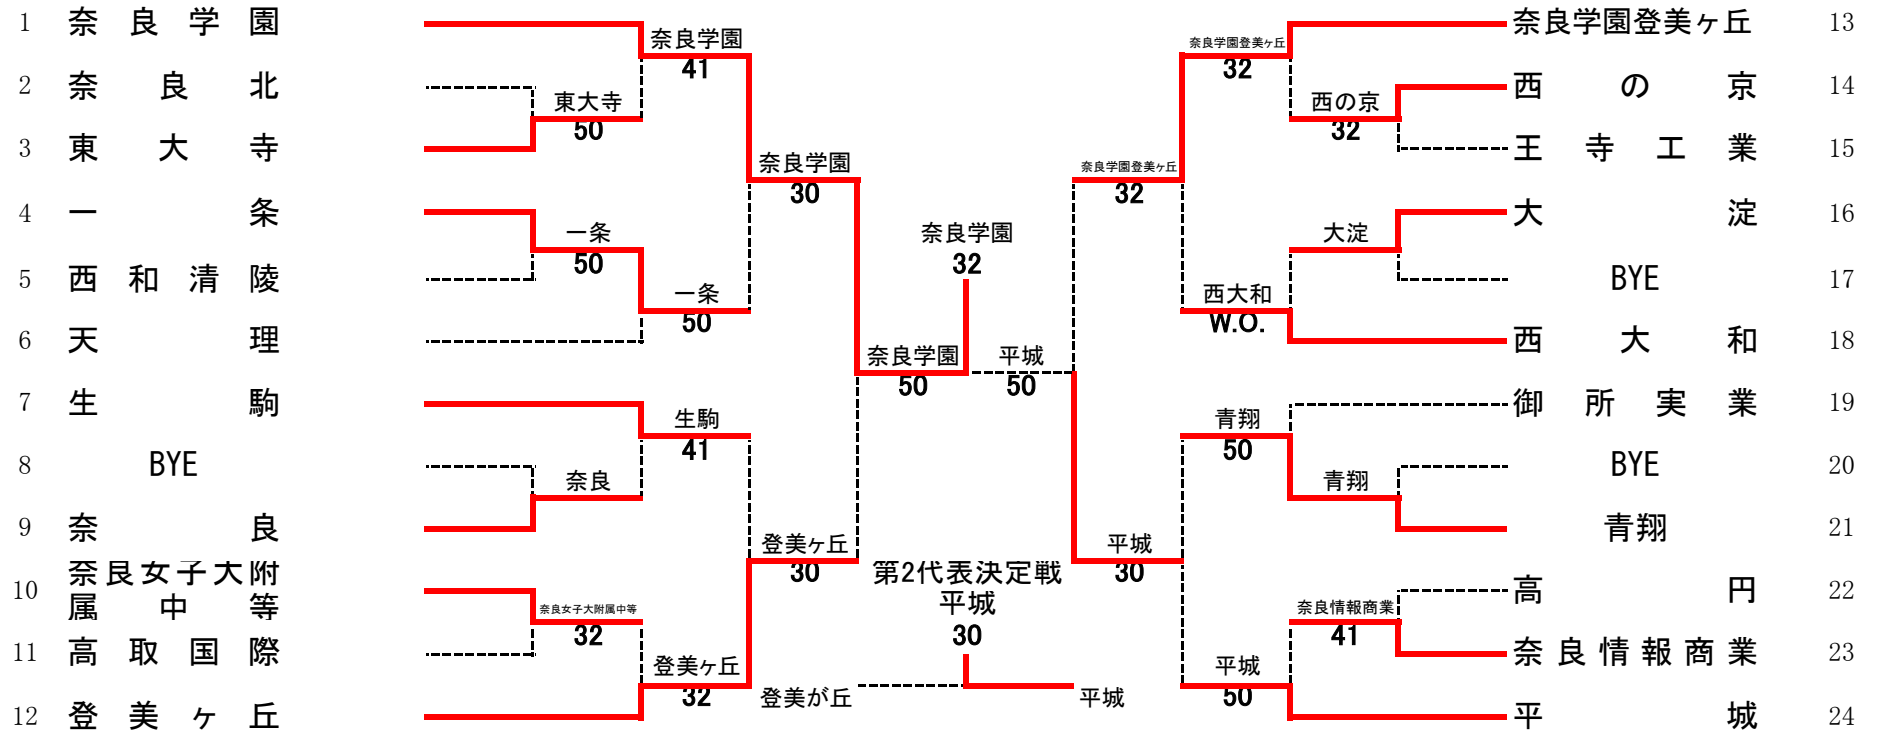 1 奈良学園
2 奈良北
3 東大寺
4 一条
5 西和清陵
6 天理
7 生駒
8 BYE
9 奈良
10 奈良女子大附
属中等
11 高取国際
12 登美ヶ丘
東大寺
50
一条
50
奈良
奈良女子大附属中等
32
奈良学園
41
一条
50
生駒
41
登美ヶ丘
32
奈良学園
30
登美ヶ丘
30
奈良学園
50
奈良学園
32
平城
50
第2代表決定戦
平城
30
登美が丘
平城
奈良学園登美ヶ丘
32
平城
30
奈良学園登美ヶ丘
32
西大和
W.O.
青翔
50
平城
50
西の京
32
大淀
青翔
奈良情報商業
41
奈良学園登美ヶ丘 13
西の京 14
王寺工業 15
大淀 16
BYE 17
西大和 18
御所実業 19
BYE 20
青翔 21
高円 22
奈良情報商業 23
平城 24